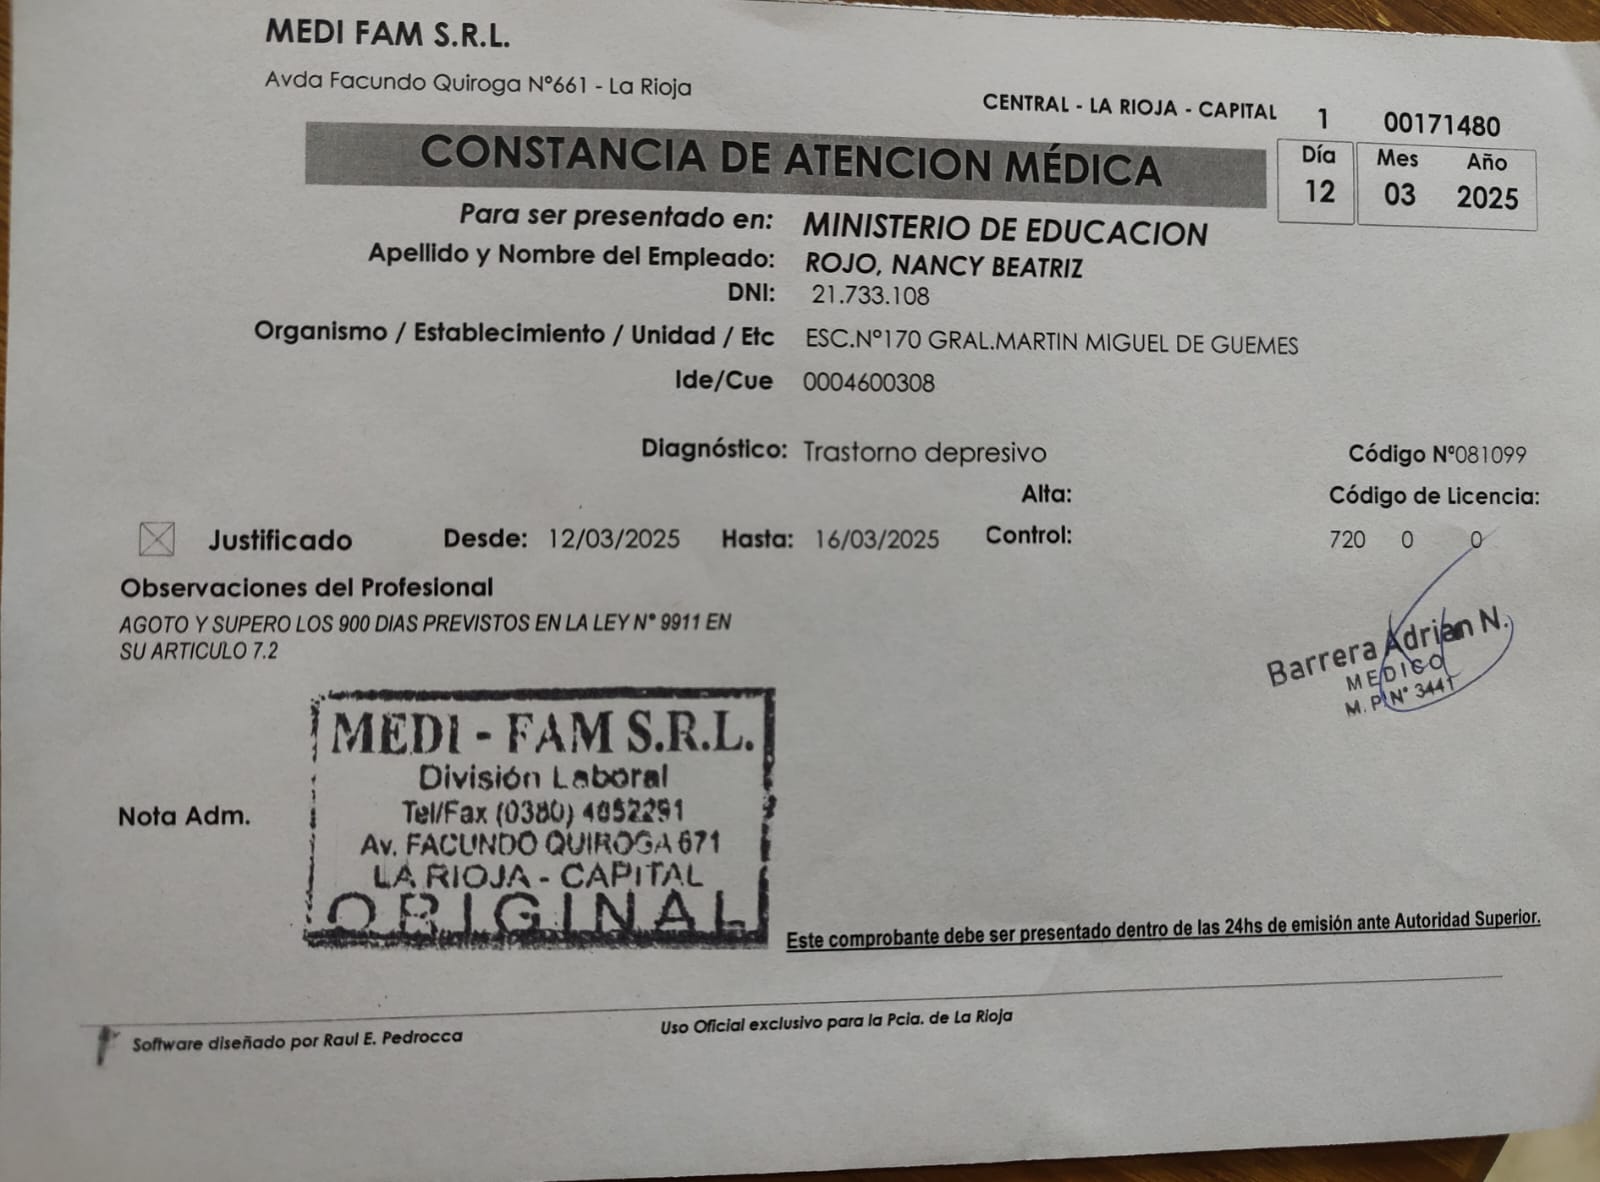 MEDI FAM S.R.L.
Avda Facundo Quiroga N°661 - La Rioja
CENTRAL - LA RIOJA - CAPITAL 1 00171480
CONSTANCIA DE ATENCION MÉDICA
Día Mes Año
12 03 2025
Para ser presentado en: MINISTERIO DE EDUCACION
Apellido y Nombre del Empleado: ROJO, NANCY BEATRIZ
DNI: 21.733.108
Organismo / Establecimiento / Unidad / Etc ESC.N°170 GRAL.MARTIN MIGUEL DE GUEMES
Ide/Cue 0004600308
Diagnóstico: Trastorno depresivo Código N°081099
Alta: Código de Licencia:
Justificado Desde: 12/03/2025 Hasta: 16/03/2025 Control: 720 0 0
Observaciones del Profesional
AGOTO Y SUPERO LOS 900 DIAS PREVISTOS EN LA LEY N° 9911 EN
SU ARTICULO 7.2
Barrera Adrián N.
MEDICO
M. P. N° 3441
MEDI - FAM S.R.L.
División Laboral
Tel/Fax (0380) 4852291
Av. FACUNDO QUIROGA 671
LA RIOJA - CAPITAL
ORIGINAL
Nota Adm.
Este comprobante debe ser presentado dentro de las 24hs de emisión ante Autoridad Superior.
Software diseñado por Raul E. Pedrocca
Uso Oficial exclusivo para la Pcia. de La Rioja